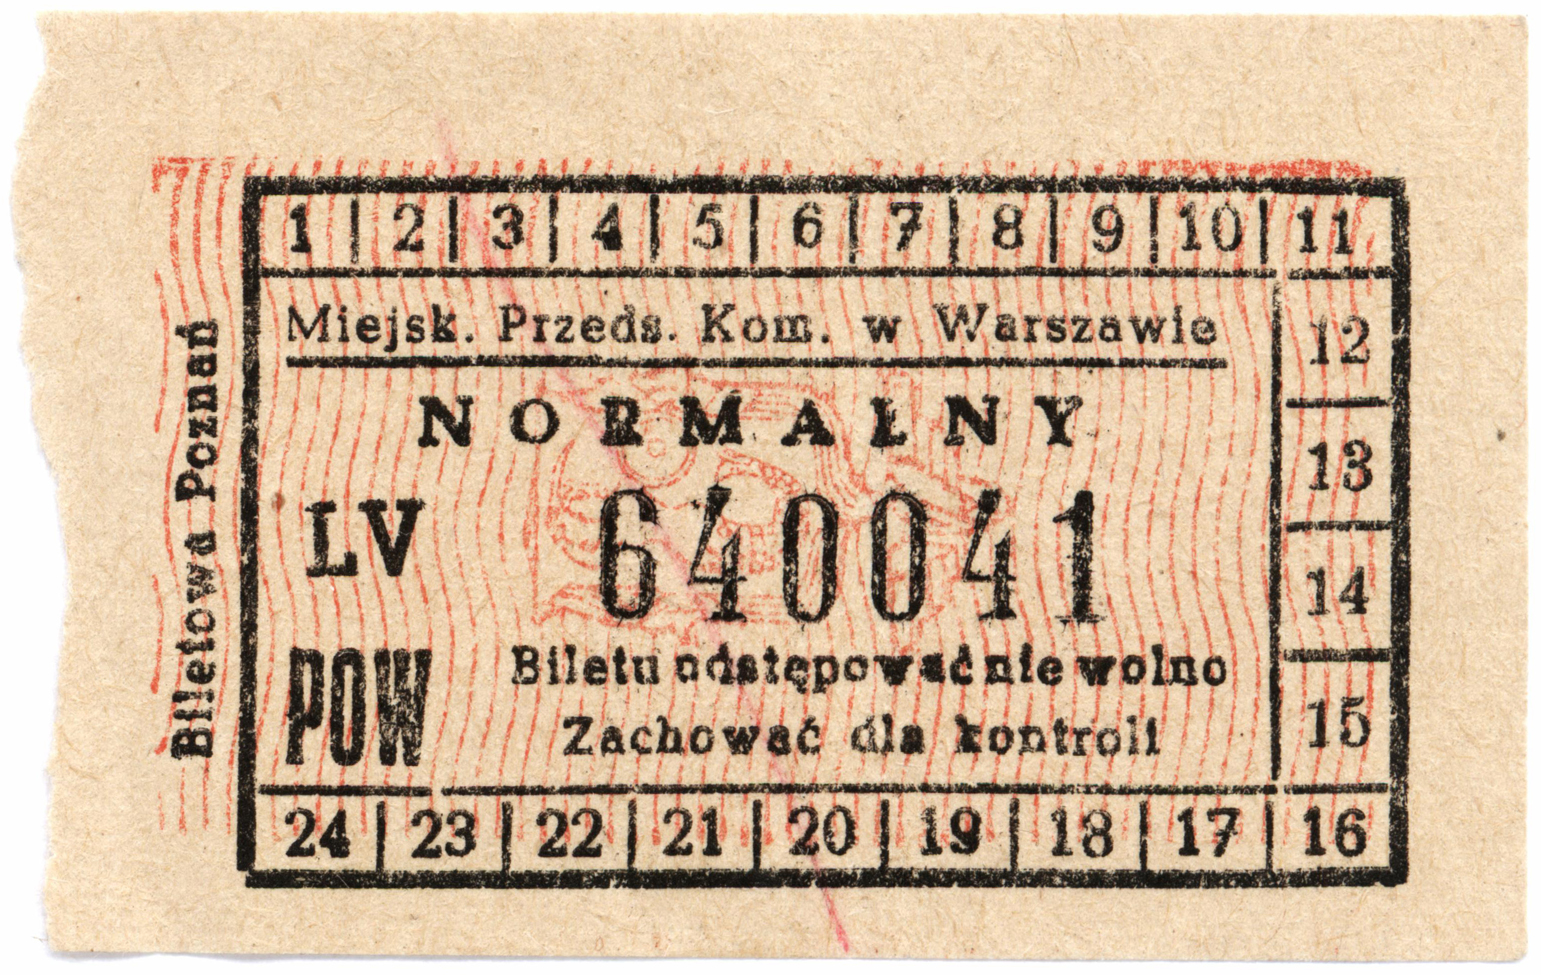 1 2 3 4 5 6 7 8 9 10 11
Miejsk. Przeds. Kom. w Warszawie
12
NORMALNY
13
LV 640041
14
Biletu odstępować nie wolno
POW
Zachować dla kontroli
15
24 23 22 21 20 19 18 17 16
Biletowa Poznań